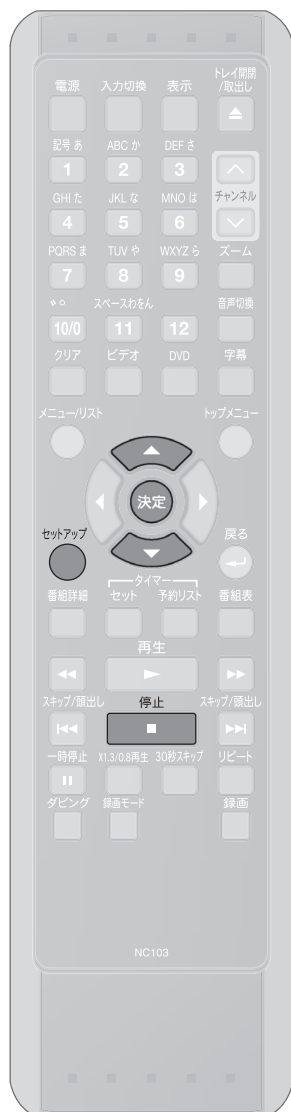 電源 入力切換 表示 トレイ開閉/取出し
記号 あ ABC か DEF さ
1 2 3
GHI た JKL な MNO は チャンネル
4 5 6
PQRS ま TUV や WXYZ ら ズーム
7 8 9
スペースわをん 音声切換
10/0 11 12
クリア ビデオ DVD 字幕
メニュー/リスト トップメニュー
決定
セットアップ 戻る
タイマー
番組詳細 セット 予約リスト 番組表
再生
スキップ/頭出し 停止 スキップ/頭出し
一時停止 X1.3/0.8再生 30秒スキップ リピート
ダビング 録画モード 録画
NC103